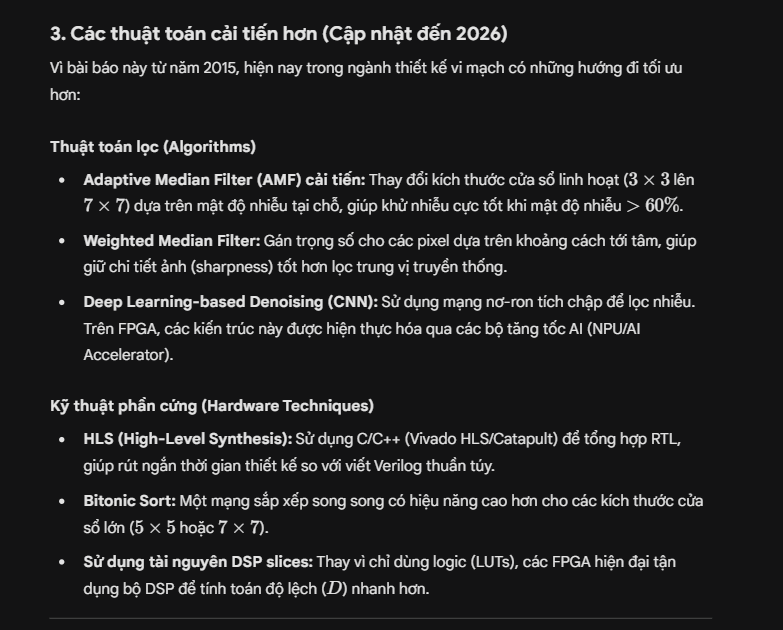 3. Các thuật toán cải tiến hơn (Cập nhật đến 2026)
Vì bài báo này từ năm 2015, hiện nay trong ngành thiết kế vi mạch có những hướng đi tối ưu
hơn:
Thuật toán lọc (Algorithms)
• Adaptive Median Filter (AMF) cải tiến: Thay đổi kích thước cửa sổ linh hoạt (3 × 3 lên
7 × 7) dựa trên mật độ nhiễu tại chỗ, giúp khử nhiễu cực tốt khi mật độ nhiễu > 60%.
• Weighted Median Filter: Gán trọng số cho các pixel dựa trên khoảng cách tới tâm, giúp
giữ chi tiết ảnh (sharpness) tốt hơn lọc trung vị truyền thống.
• Deep Learning-based Denoising (CNN): Sử dụng mạng nơ-ron tích chập để lọc nhiễu.
Trên FPGA, các kiến trúc này được hiện thực hóa qua các bộ tăng tốc AI (NPU/AI
Accelerator).
Kỹ thuật phần cứng (Hardware Techniques)
• HLS (High-Level Synthesis): Sử dụng C/C++ (Vivado HLS/Catapult) để tổng hợp RTL,
giúp rút ngắn thời gian thiết kế so với viết Verilog thuần túy.
• Bitonic Sort: Một mạng sắp xếp song song có hiệu năng cao hơn cho các kích thước cửa
sổ lớn (5 × 5 hoặc 7 × 7).
• Sử dụng tài nguyên DSP slices: Thay vì chỉ dùng logic (LUTs), các FPGA hiện đại tận
dụng bộ DSP để tính toán độ lệch (D) nhanh hơn.